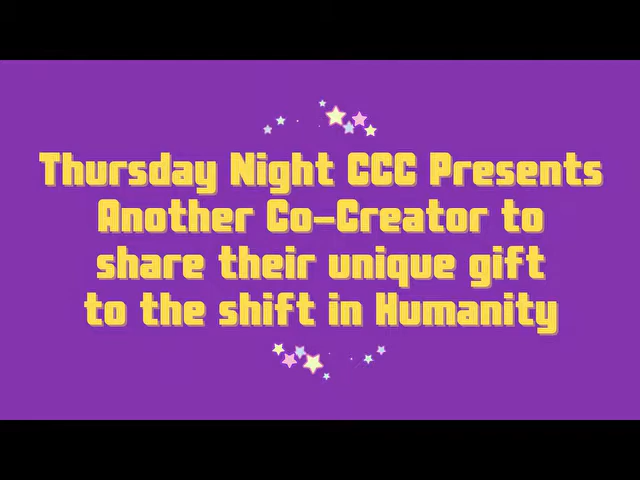 Thursday Night CCC Presents
Another Co-Creator to
share their unique gift
to the shift in Humanity